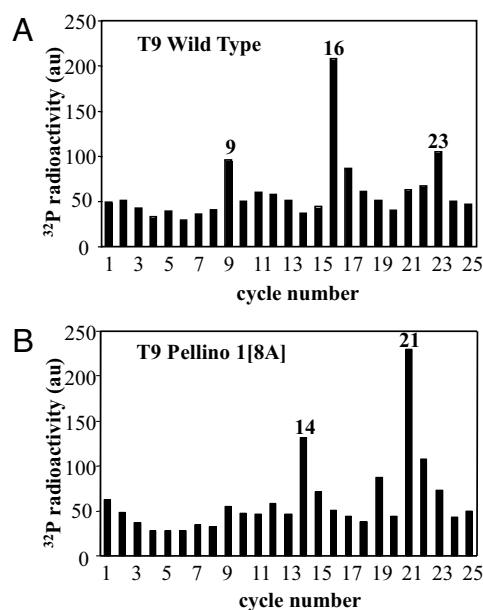 A
T9 Wild Type
250
200
150
100
50
0
16
9
23
³²P radioactivity (au)
1 3 5 7 9 11 13 15 17 19 21 23 25
cycle number
B
T9 Pellino 1[8A]
250
200
150
100
50
0
21
14
³²P radioactivity (au)
1 3 5 7 9 11 13 15 17 19 21 23 25
cycle number